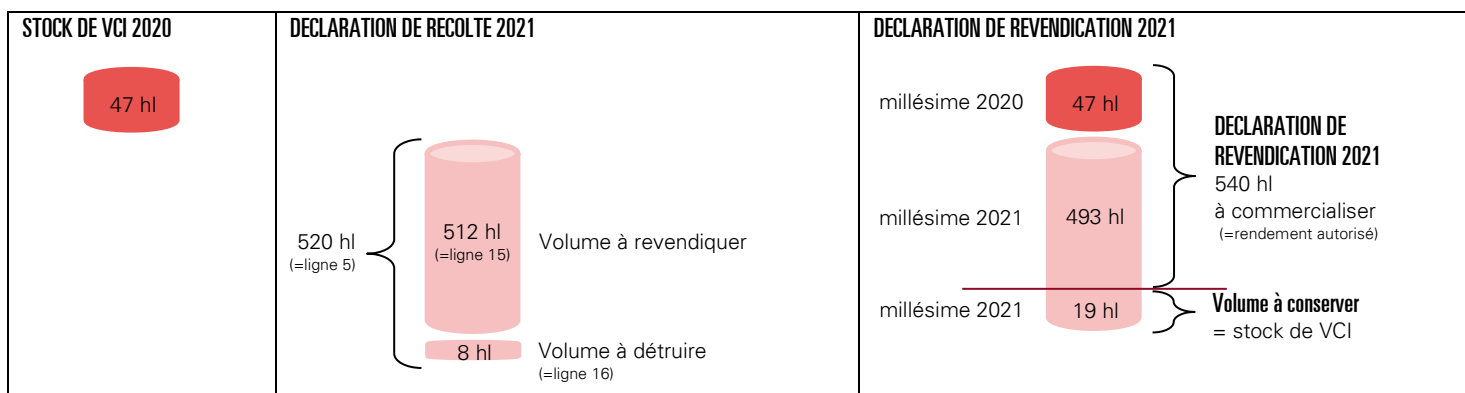 STOCK DE VCI 2020
47 hl
DECLARATION DE RECOLTE 2021
520 hl
(=ligne 5)
512 hl
(=ligne 15)
Volume à revendiquer
8 hl
Volume à détruire
(=ligne 16)
DECLARATION DE REVENDICATION 2021
millésime 2020
47 hl
millésime 2021
493 hl
DECLARATION DE
REVENDICATION 2021
540 hl
à commercialiser
(=rendement autorisé)
millésime 2021
19 hl
Volume à conserver
= stock de VCI